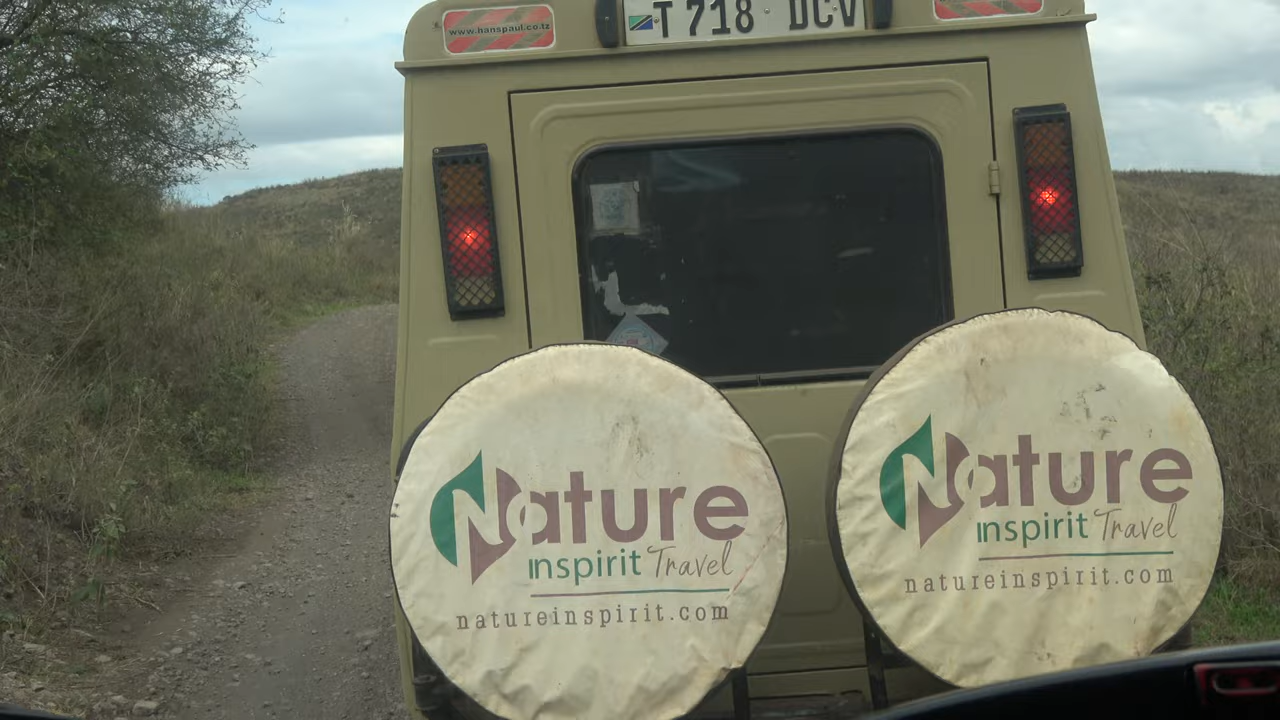 www.hanspaul.co.tz
T 718 DCV
Nature
inspirit Travel
natureinspirit.com
Nature
inspirit Travel
natureinspirit.com